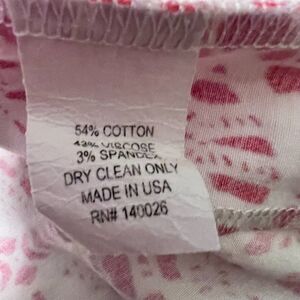 54% COTTON
43% VISCOSE
3% SPANDEX
DRY CLEAN ONLY
MADE IN USA
RN# 140026